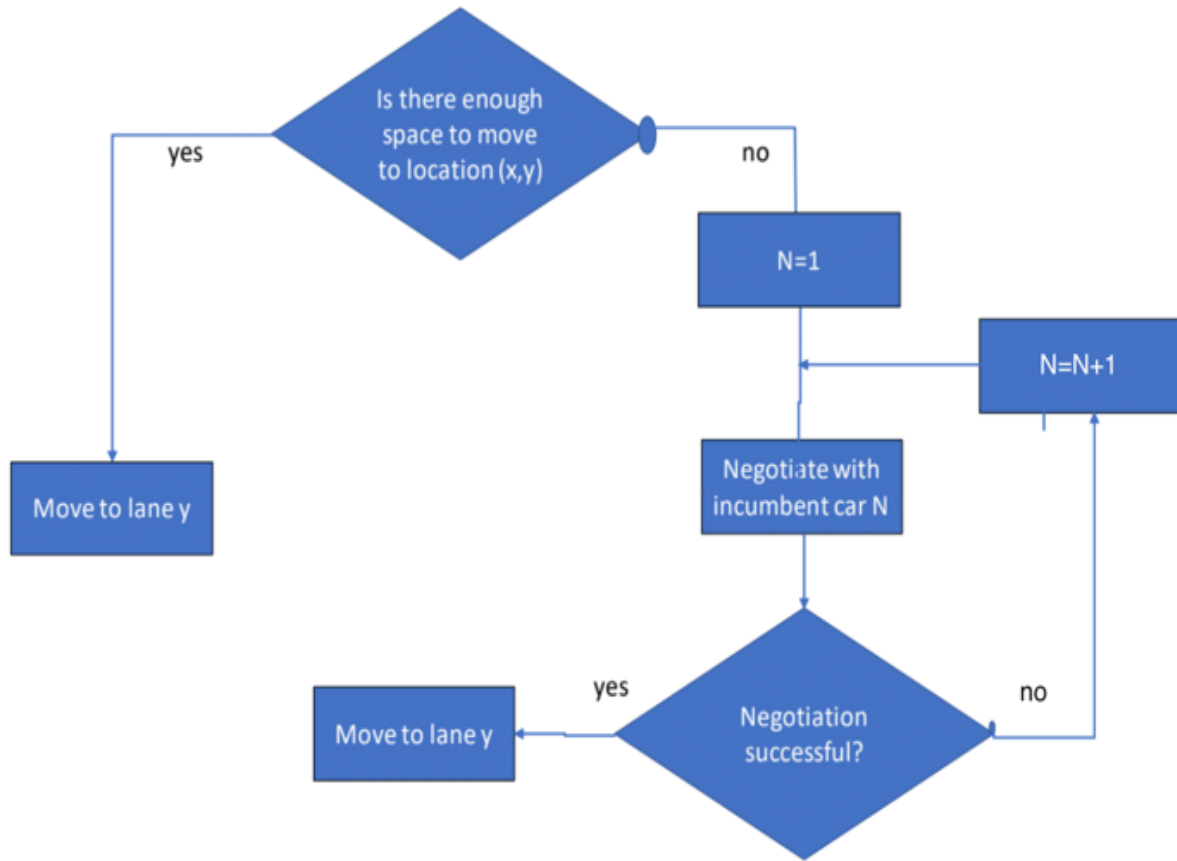 Is there enough
space to move
to location (x,y)
yes
no
N=1
N=N+1
Negotiate with
incumbent car N
Move to lane y
yes
no
Negotiation
successful?
Move to lane y